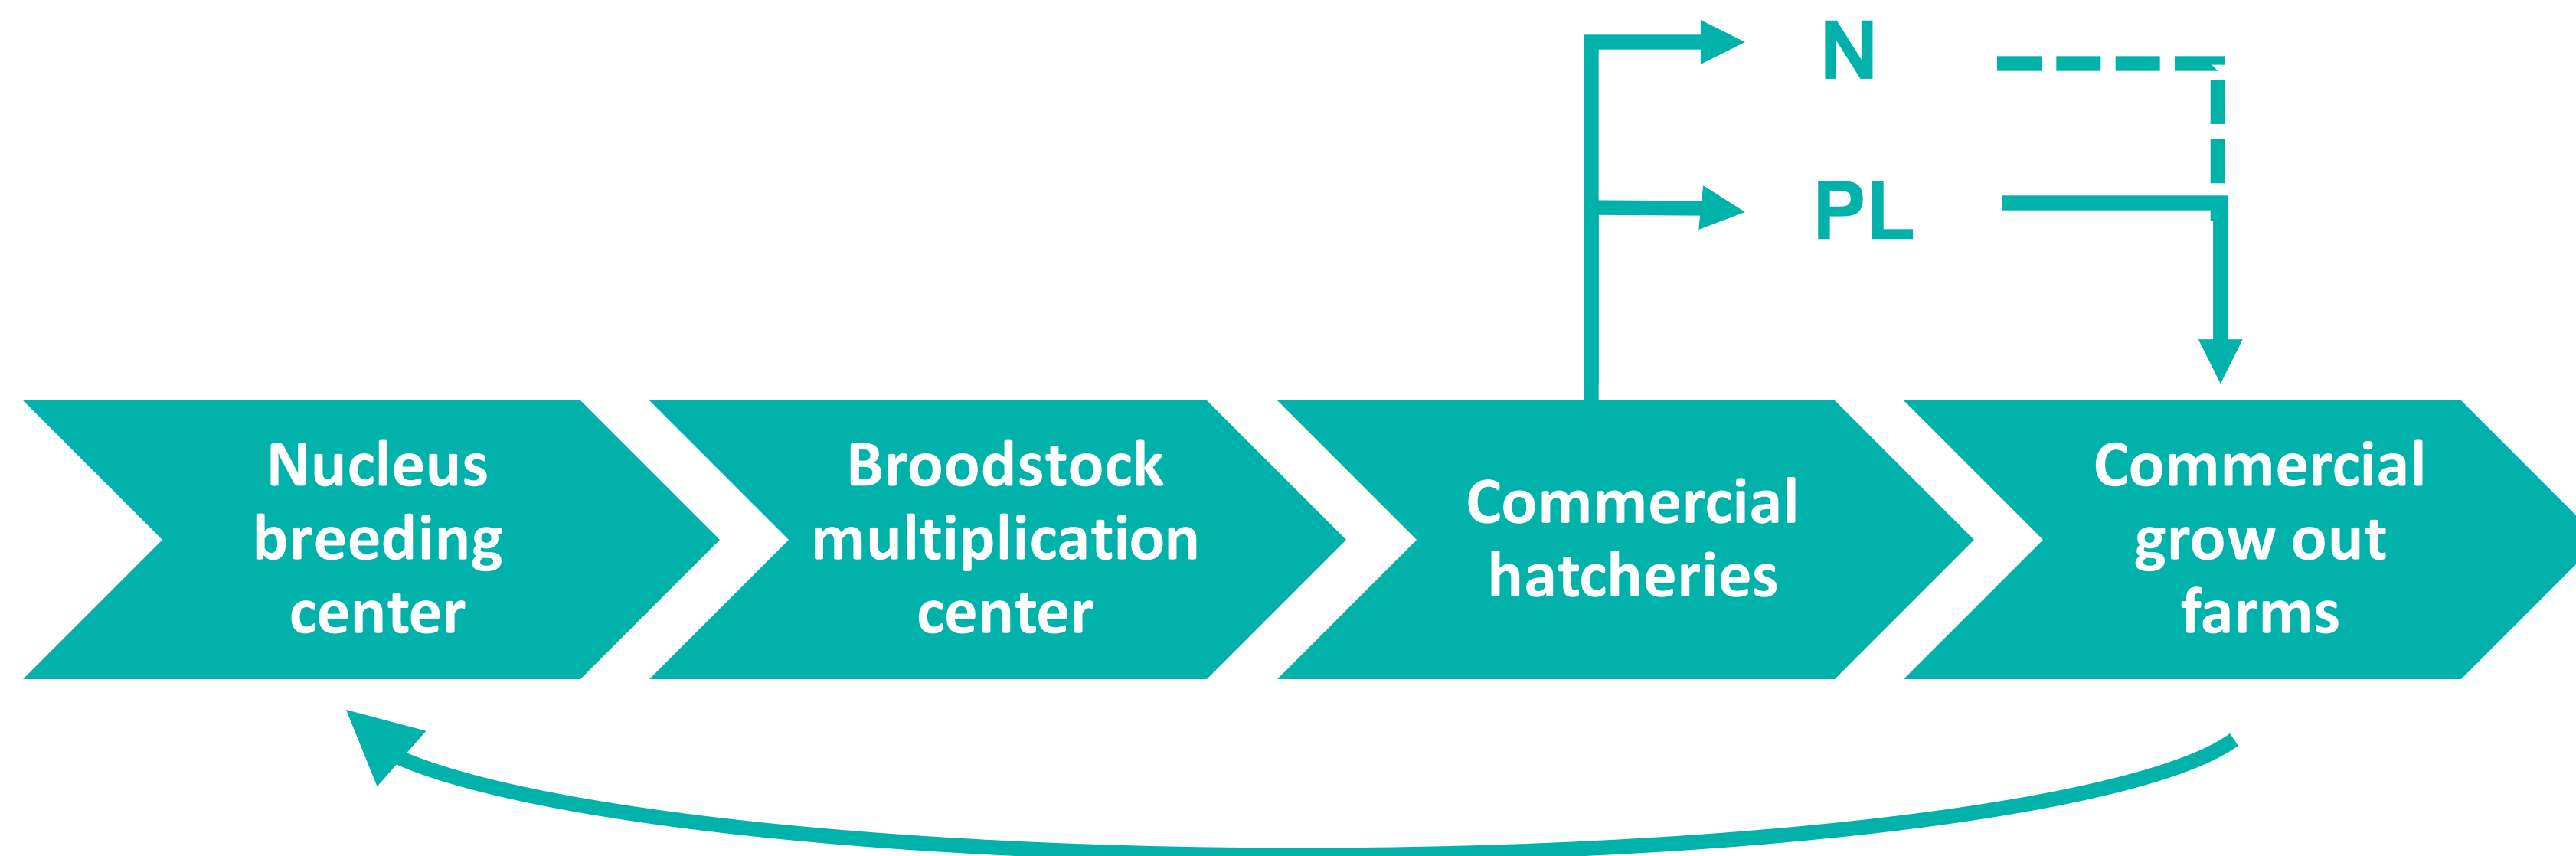 N
PL
Nucleus
breeding
center
Broodstock
multiplication
center
Commercial
hatcheries
Commercial
grow out
farms